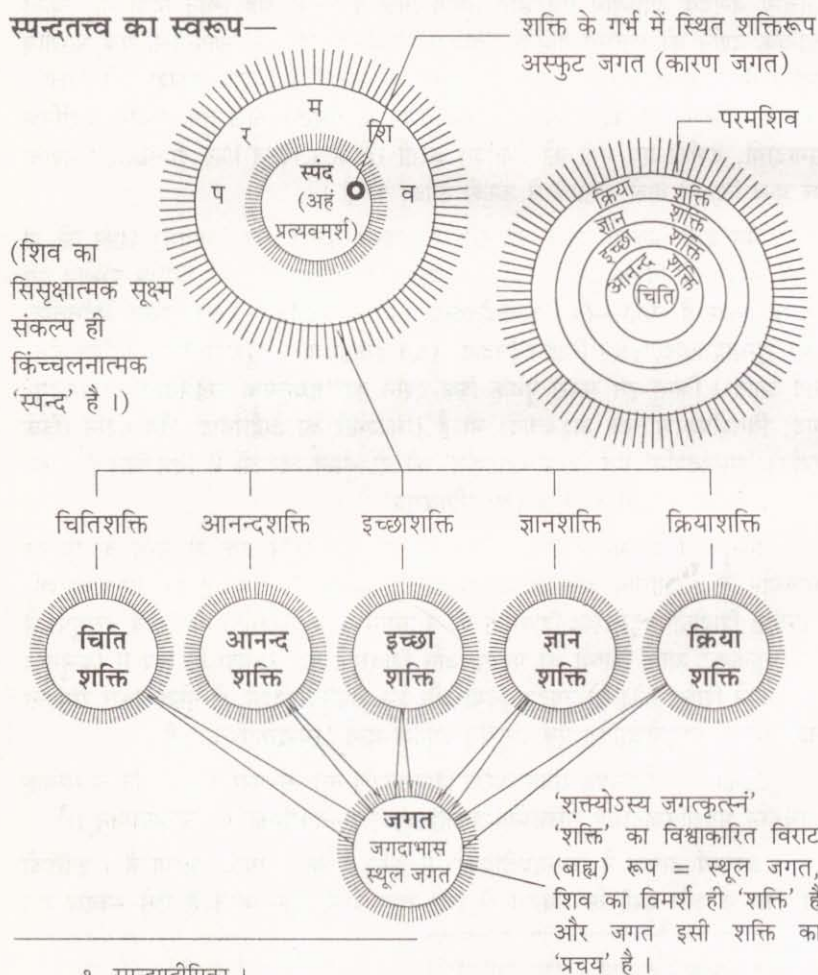 स्पन्दतत्त्व का स्वरूप—
शक्ति के गर्भ में स्थित शक्तिरूप
अस्फुट जगत (कारण जगत)
प र म शि व
स्पंद
(अहं
प्रत्यवमर्श)
परमशिव
क्रिया शक्ति
ज्ञान शक्ति
इच्छा शक्ति
आनन्द शक्ति
चिति
(शिव का
सिसृक्षात्मक सूक्ष्म
संकल्प ही
किंच्चलनात्मक
‘स्पन्द’ है।)
चितिशक्ति आनन्दशक्ति इच्छाशक्ति ज्ञानशक्ति क्रियाशक्ति
चिति आनन्द इच्छा ज्ञान क्रिया
शक्ति शक्ति शक्ति शक्ति शक्ति
जगत
जगदाभास
स्थूल जगत
‘शक्त्योऽस्य जगत्कृत्स्नं’
‘शक्ति’ का विश्वाकारित विराट
(बाह्य) रूप = स्थूल जगत,
शिव का विमर्श ही ‘शक्ति’ है
और जगत इसी शक्ति का
‘प्रचय’ है।